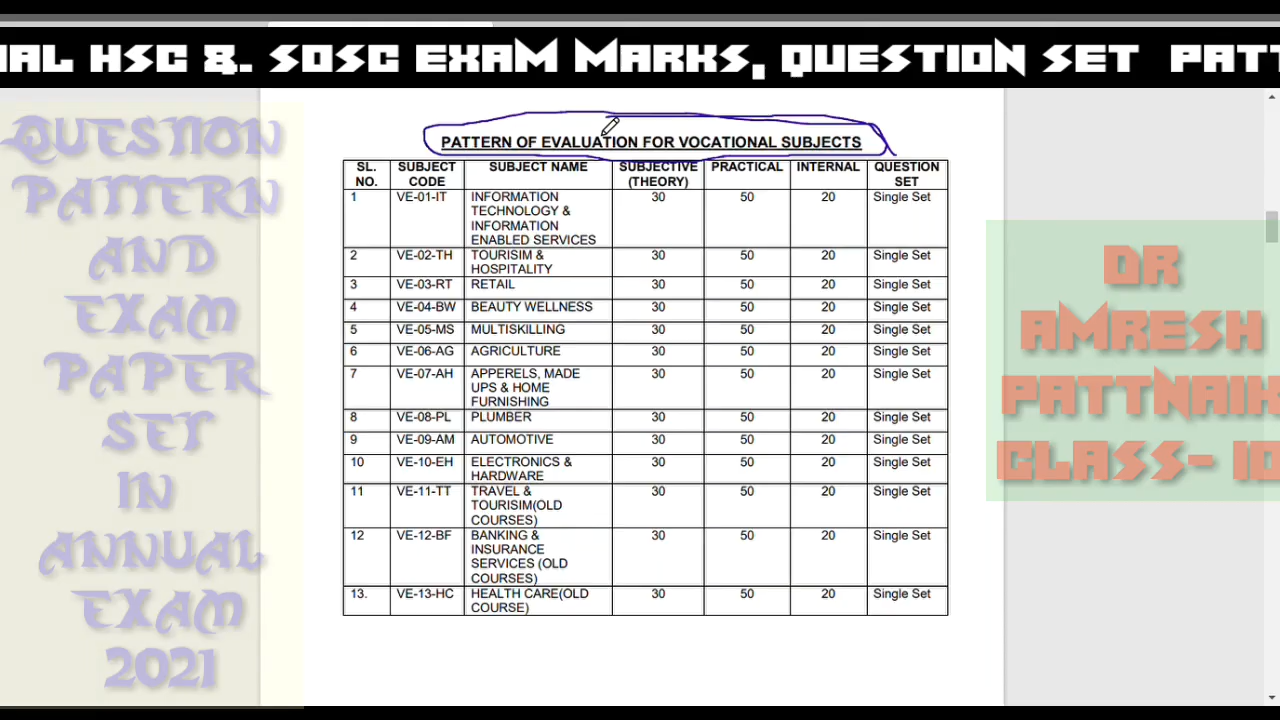 AL HSC &. SOSC EXAM MARKS, QUESTION SET PATT
QUESTION
PATTERN
AND
EXAM
PAPER
SET
IN
ANNUAL
EXAM
2021
PATTERN OF EVALUATION FOR VOCATIONAL SUBJECTS
SL. NO. SUBJECT CODE SUBJECT NAME SUBJECTIVE (THEORY) PRACTICAL INTERNAL QUESTION SET
1 VE-01-IT INFORMATION TECHNOLOGY & INFORMATION ENABLED SERVICES 30 50 20 Single Set
2 VE-02-TH TOURISIM & HOSPITALITY 30 50 20 Single Set
3 VE-03-RT RETAIL 30 50 20 Single Set
4 VE-04-BW BEAUTY WELLNESS 30 50 20 Single Set
5 VE-05-MS MULTISKILLING 30 50 20 Single Set
6 VE-06-AG AGRICULTURE 30 50 20 Single Set
7 VE-07-AH APPERELS, MADE UPS & HOME FURNISHING 30 50 20 Single Set
8 VE-08-PL PLUMBER 30 50 20 Single Set
9 VE-09-AM AUTOMOTIVE 30 50 20 Single Set
10 VE-10-EH ELECTRONICS & HARDWARE 30 50 20 Single Set
11 VE-11-TT TRAVEL & TOURISIM(OLD COURSES) 30 50 20 Single Set
12 VE-12-BF BANKING & INSURANCE SERVICES (OLD COURSES) 30 50 20 Single Set
13. VE-13-HC HEALTH CARE(OLD COURSE) 30 50 20 Single Set
DR
AMRESH
PATTNAIK
CLASS- 10